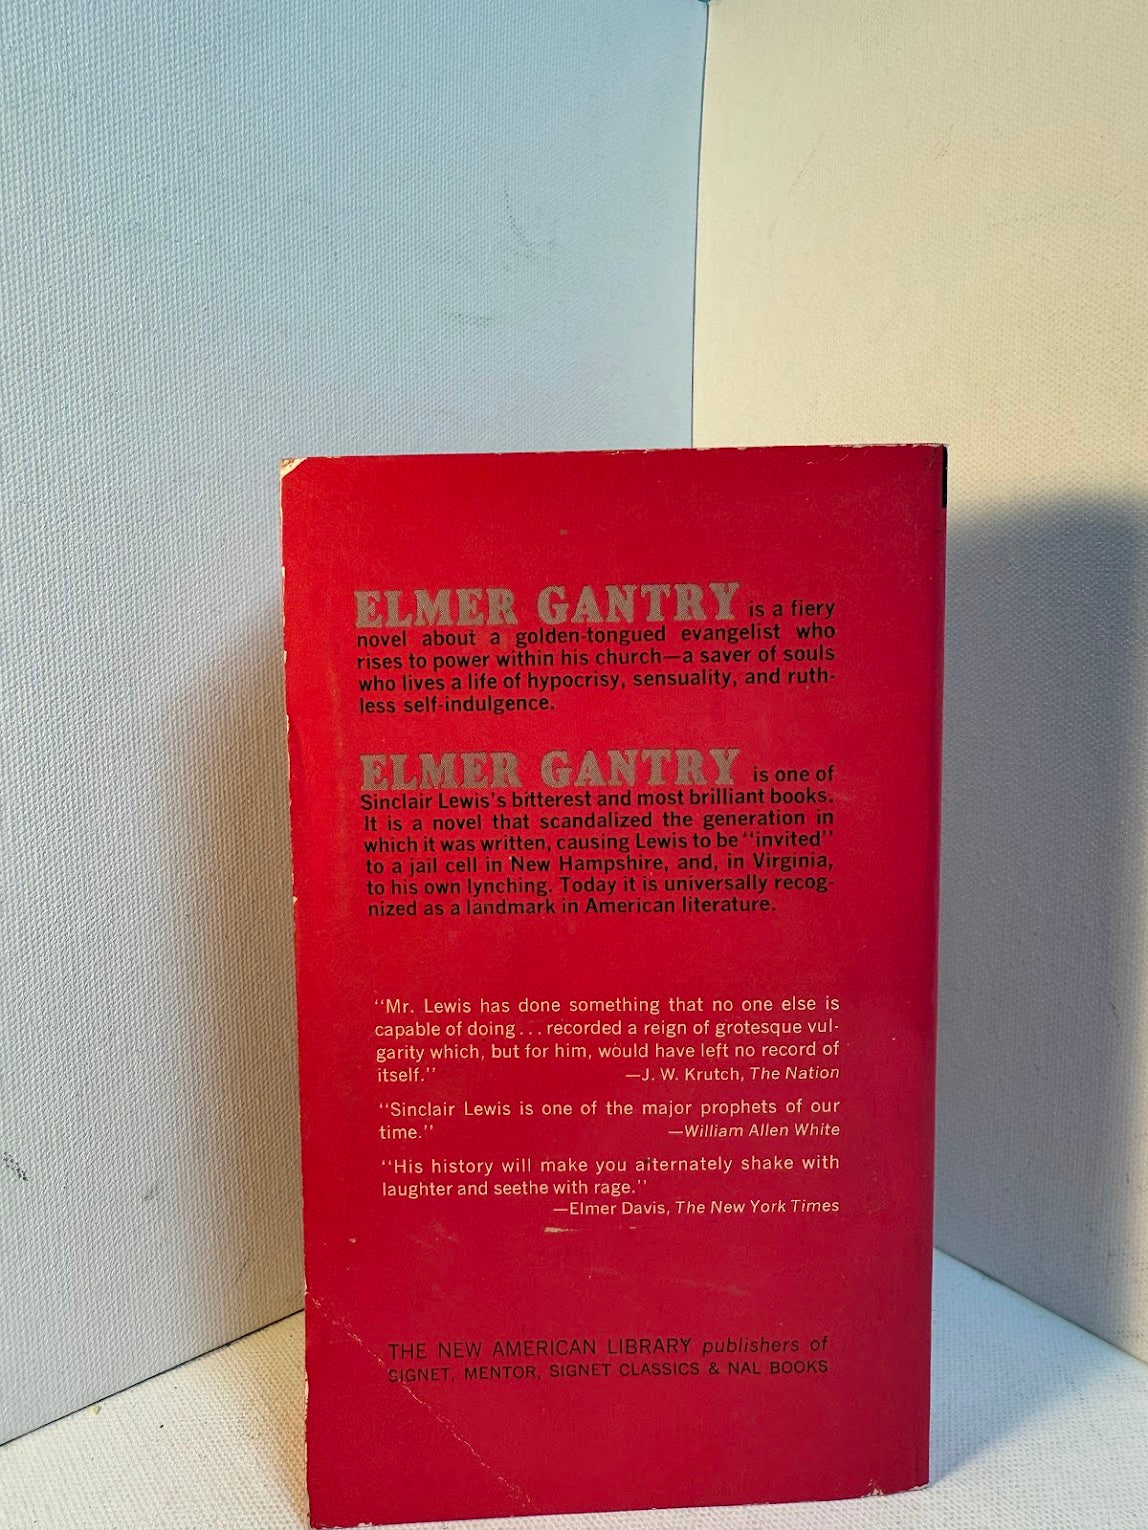 ELMER GANTRY is a fiery
novel about a golden-tongued evangelist who
rises to power within his church—a saver of souls
who lives a life of hypocrisy, sensuality, and ruth-
less self-indulgence.
ELMER GANTRY is one of
Sinclair Lewis's bitterest and most brilliant books.
It is a novel that scandalized the generation in
which it was written, causing Lewis to be "invited"
to a jail cell in New Hampshire, and, in Virginia,
to his own lynching. Today it is universally recog-
nized as a landmark in American literature.
"Mr. Lewis has done something that no one else is
capable of doing... recorded a reign of grotesque vul-
garity which, but for him, would have left no record of
itself." —J. W. Krutch, The Nation
"Sinclair Lewis is one of the major prophets of our
time." —William Allen White
"His history will make you alternately shake with
laughter and seethe with rage."
—Elmer Davis, The New York Times
THE NEW AMERICAN LIBRARY publishers of
SIGNET, MENTOR, SIGNET CLASSICS & NAL BOOKS